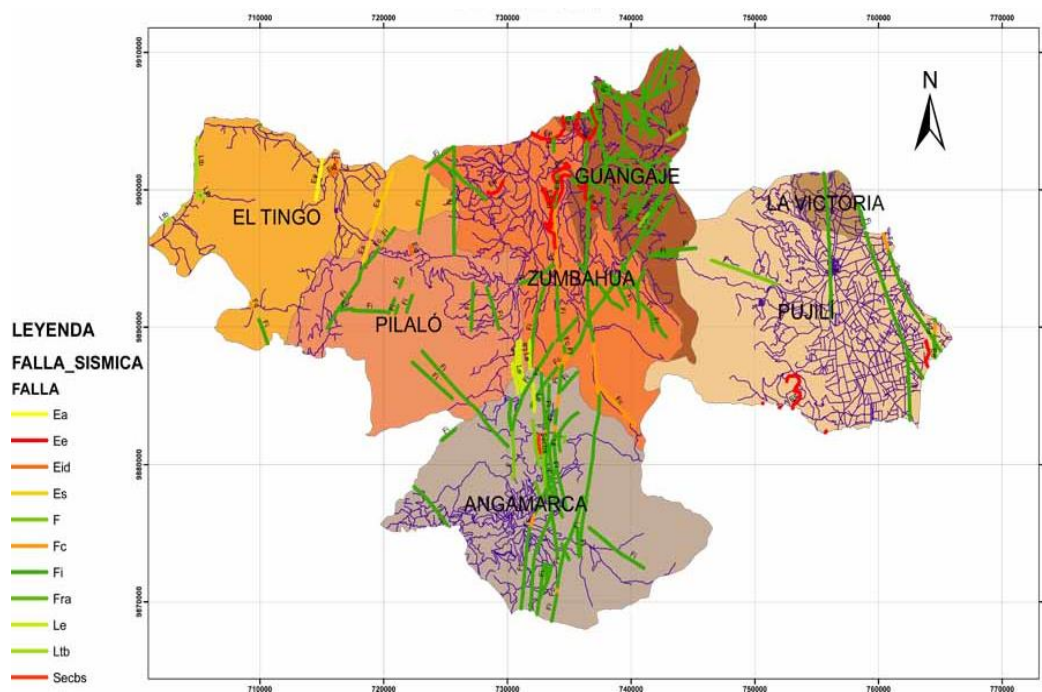 710000 720000 730000 740000 750000 760000 770000
9910000
N
9900000
GUANGAJE
LA VICTORIA
EL TINGO
ZUMBAHUA
PUJILÍ
PILALÓ
9890000
LEYENDA
FALLA_SISMICA
FALLA
Ea
Ee
Eid
Es
F
Fc
Fi
Fra
Le
Ltb
Secbs
9880000
ANGAMARCA
9870000
710000 720000 730000 740000 750000 760000 770000